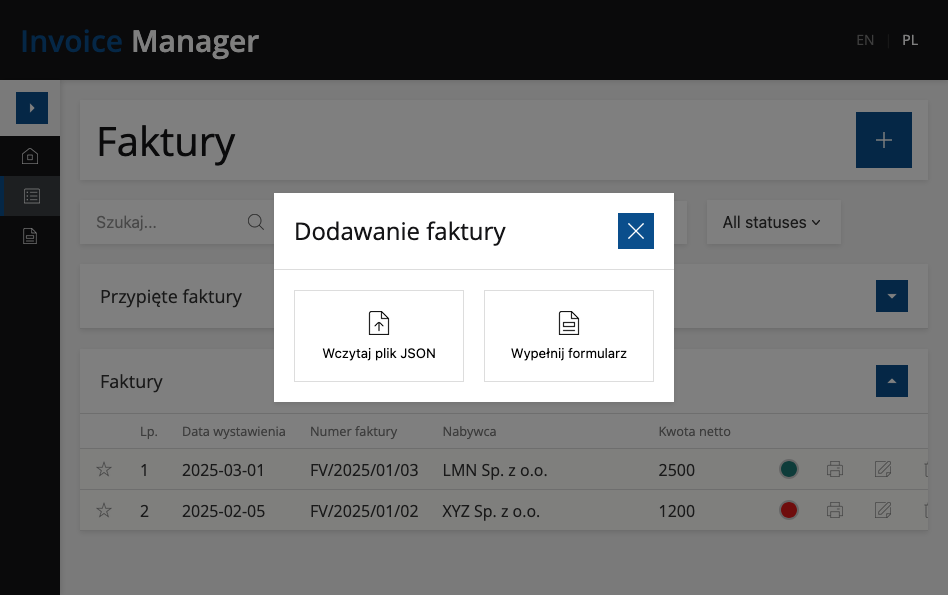 Invoice Manager
EN PL
Faktury
Szukaj...
All statuses
Dodawanie faktury
Wczytaj plik JSON
Wypełnij formularz
Przypięte faktury
Faktury
Lp. Data wystawienia Numer faktury Nabywca Kwota netto
1 2025-03-01 FV/2025/01/03 LMN Sp. z o.o. 2500
2 2025-02-05 FV/2025/01/02 XYZ Sp. z o.o. 1200